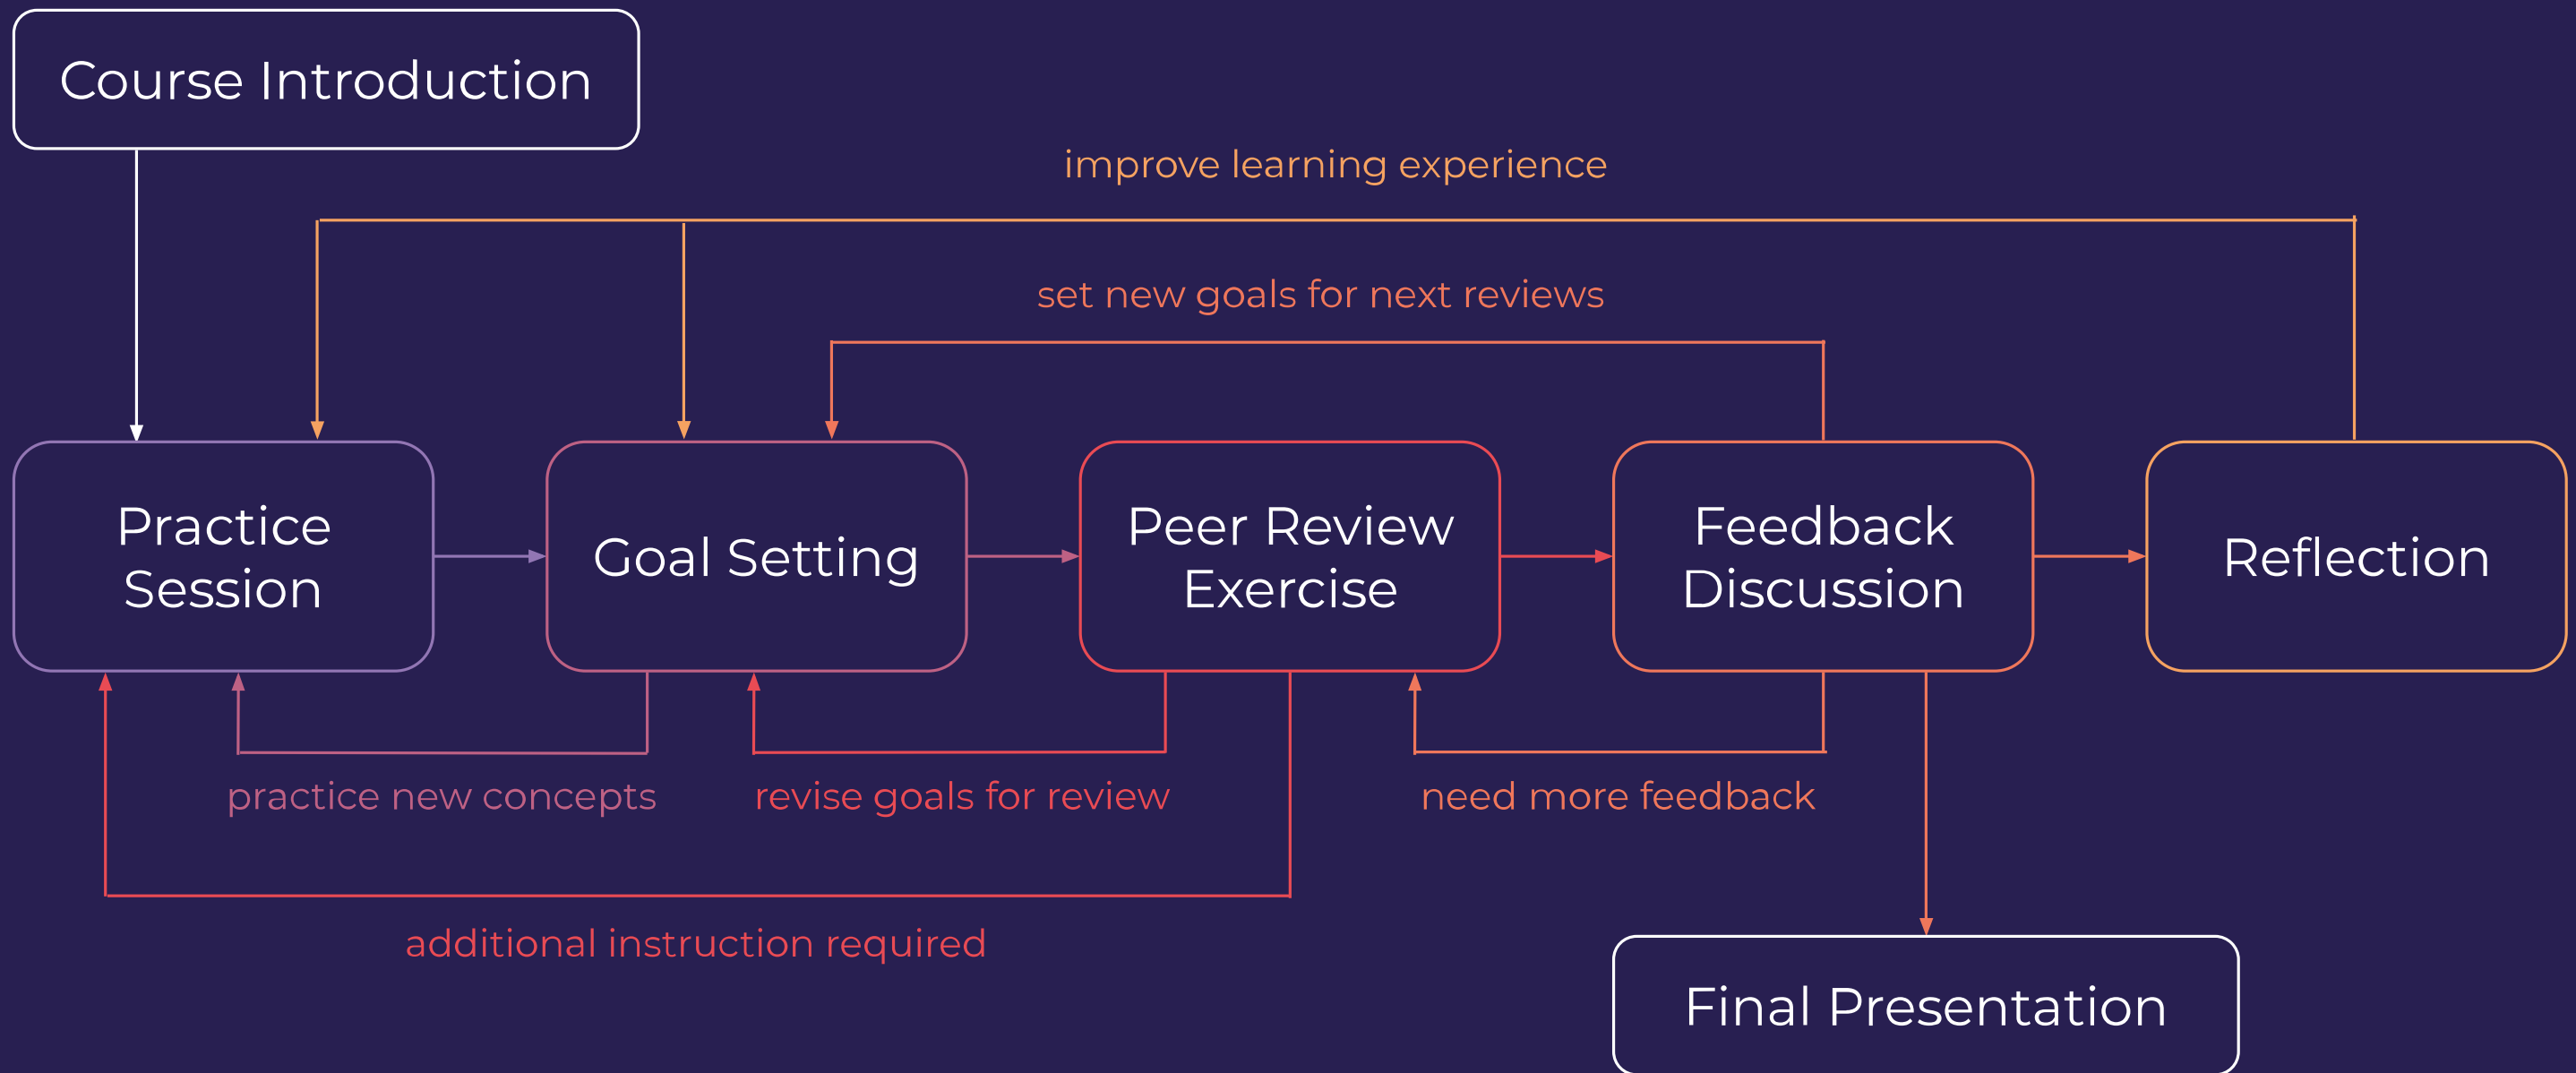 Course Introduction
improve learning experience
set new goals for next reviews
Practice
Session
Goal Setting
Peer Review
Exercise
Feedback
Discussion
Reflection
practice new concepts
revise goals for review
need more feedback
additional instruction required
Final Presentation